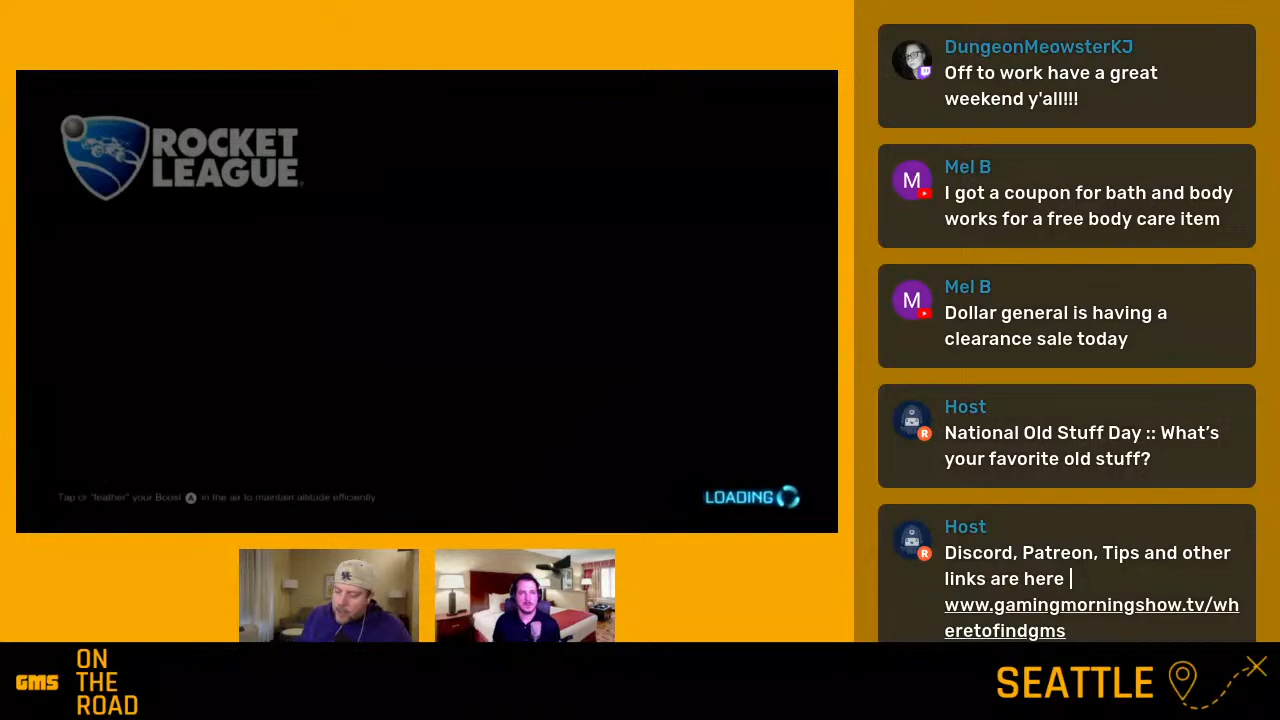 ROCKET
LEAGUE
Tap or "feather" your Boost A in the air to maintain altitude efficiently
LOADING
DungeonMeowsterKJ
Off to work have a great
weekend y'all!!!
M
Mel B
I got a coupon for bath and body
works for a free body care item
M
Mel B
Dollar general is having a
clearance sale today
R
Host
National Old Stuff Day :: What's
your favorite old stuff?
R
Host
Discord, Patreon, Tips and other
links are here |
www.gamingmorningshow.tv/wh
eretofindgms
UK
GMS
ON
THE
ROAD
SEATTLE